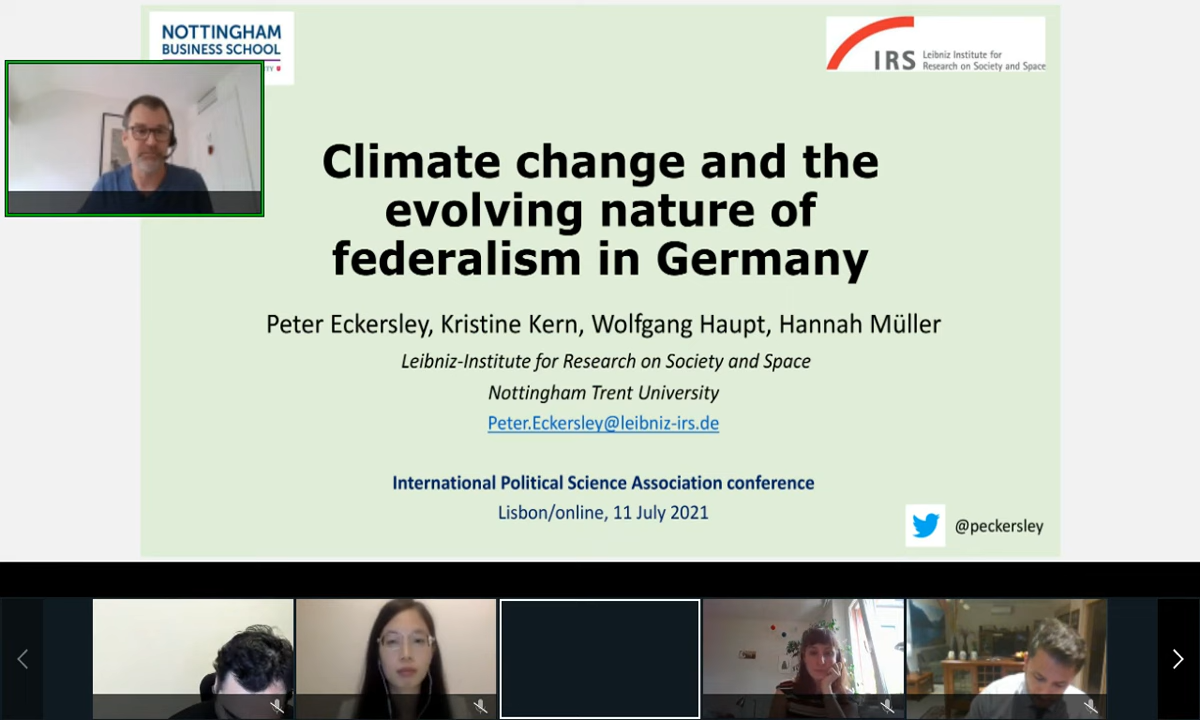 NOTTINGHAM
BUSINESS SCHOOL
TY
IRS
Leibniz Institute for
Research on Society and Space
Climate change and the
evolving nature of
federalism in Germany
Peter Eckersley, Kristine Kern, Wolfgang Haupt, Hannah Müller
Leibniz-Institute for Research on Society and Space
Nottingham Trent University
Peter.Eckersley@leibniz-irs.de
International Political Science Association conference
Lisbon/online, 11 July 2021
@peckersley